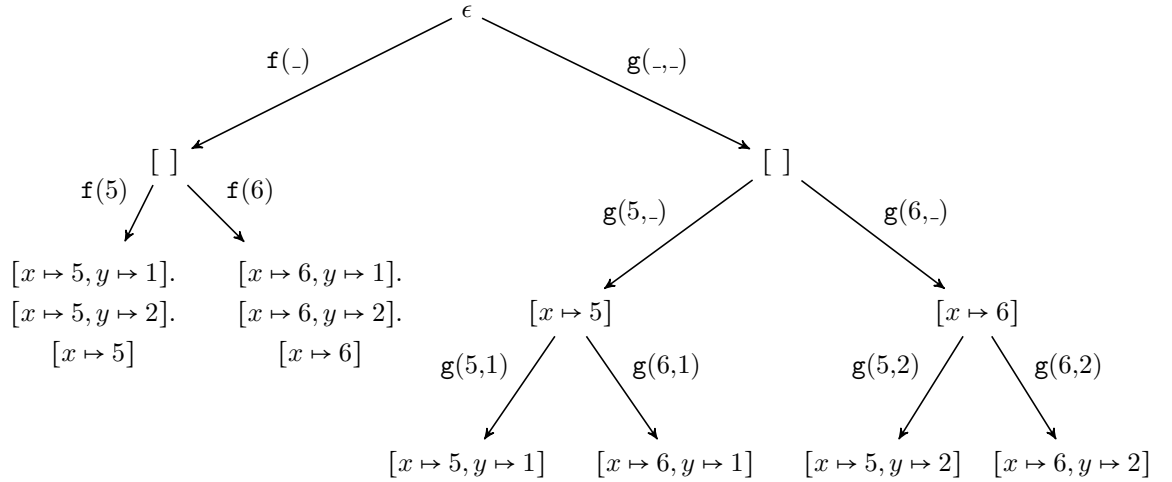 ϵ
f(_) g(_,_)
[ ] [ ]
f(5) f(6) g(5,_) g(6,_)
[x ↦ 5, y ↦ 1]. [x ↦ 6, y ↦ 1].
[x ↦ 5, y ↦ 2]. [x ↦ 6, y ↦ 2]. [x ↦ 5] [x ↦ 6]
[x ↦ 5] [x ↦ 6]
g(5,1) g(6,1) g(5,2) g(6,2)
[x ↦ 5, y ↦ 1] [x ↦ 6, y ↦ 1] [x ↦ 5, y ↦ 2] [x ↦ 6, y ↦ 2]